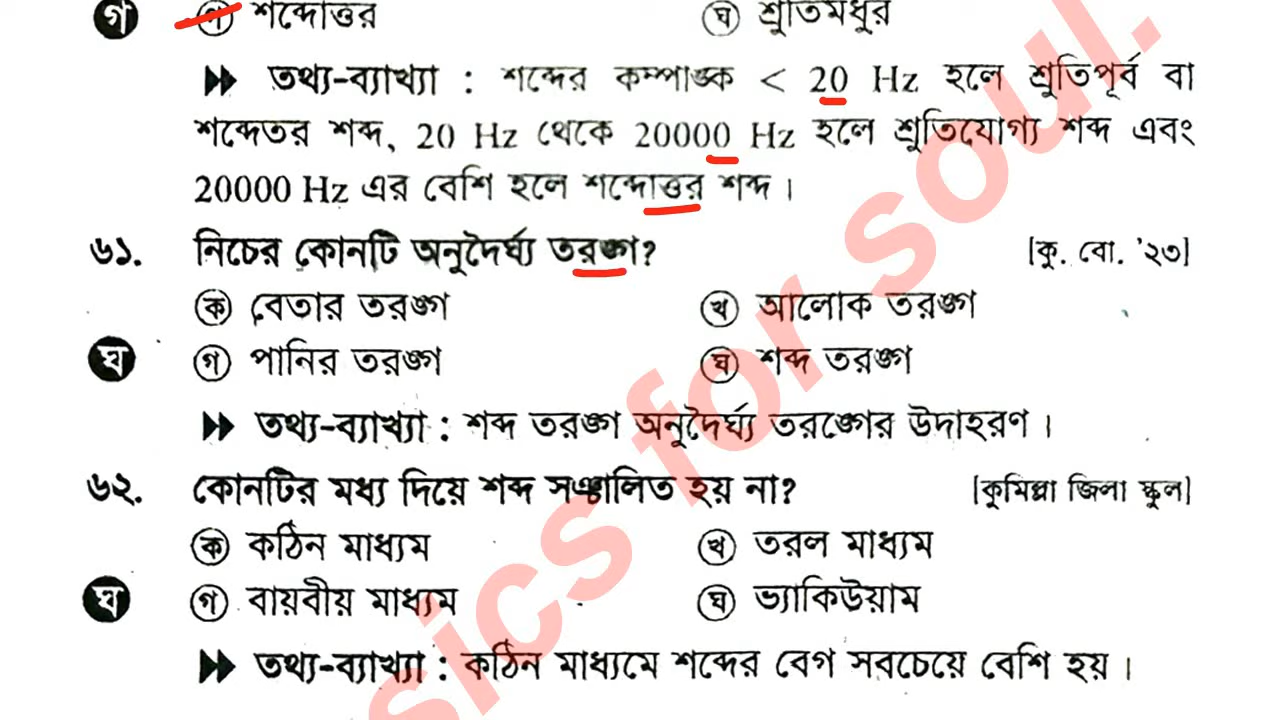 গ গ শব্দোত্তর ঘ শ্রুতিমধুর
তথ্য-ব্যাখ্যা : শব্দের কম্পাঙ্ক < 20 Hz হলে শ্রুতিপূর্ব বা
শব্দেতর শব্দ, 20 Hz থেকে 20000 Hz হলে শ্রুতিযোগ্য শব্দ এবং
20000 Hz এর বেশি হলে শব্দোত্তর শব্দ।
৬১. নিচের কোনটি অনুদৈর্ঘ্য তরঙ্গ? [কু. বো. '২৩]
ক বেতার তরঙ্গ খ আলোক তরঙ্গ
ঘ গ পানির তরঙ্গ ঘ শব্দ তরঙ্গ
তথ্য-ব্যাখ্যা : শব্দ তরঙ্গ অনুদৈর্ঘ্য তরঙ্গের উদাহরণ।
৬২. কোনটির মধ্য দিয়ে শব্দ সঞ্চালিত হয় না? [কুমিল্লা জিলা স্কুল]
ক কঠিন মাধ্যম খ তরল মাধ্যম
ঘ গ বায়বীয় মাধ্যম ঘ ভ্যাকিউয়াম
তথ্য-ব্যাখ্যা : কঠিন মাধ্যমে শব্দের বেগ সবচেয়ে বেশি হয়।
sics for soul.